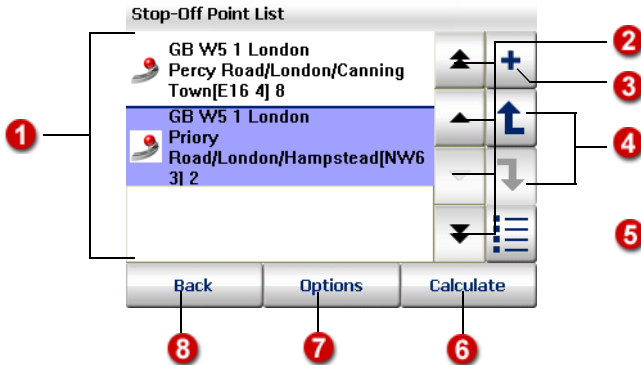 Stop-Off Point List
GB W5 1 London
Percy Road/London/Canning
Town[E16 4] 8
GB W5 1 London
Priory
Road/London/Hampstead[NW6
3] 2
Back
Options
Calculate
1
2
3
4
5
6
7
8